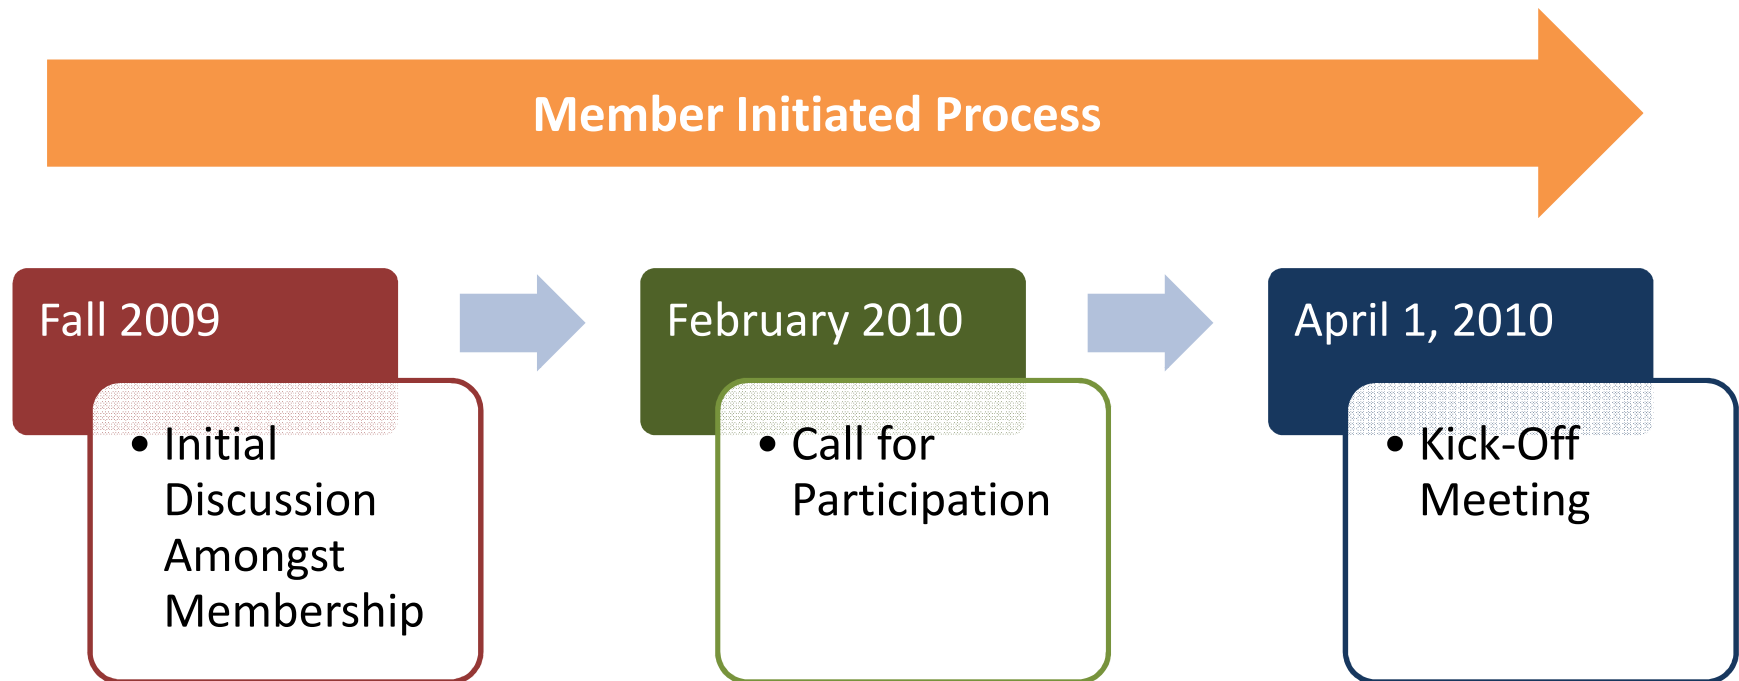 Member Initiated Process
Fall 2009
• Initial
Discussion
Amongst
Membership
February 2010
• Call for
Participation
April 1, 2010
• Kick-Off
Meeting